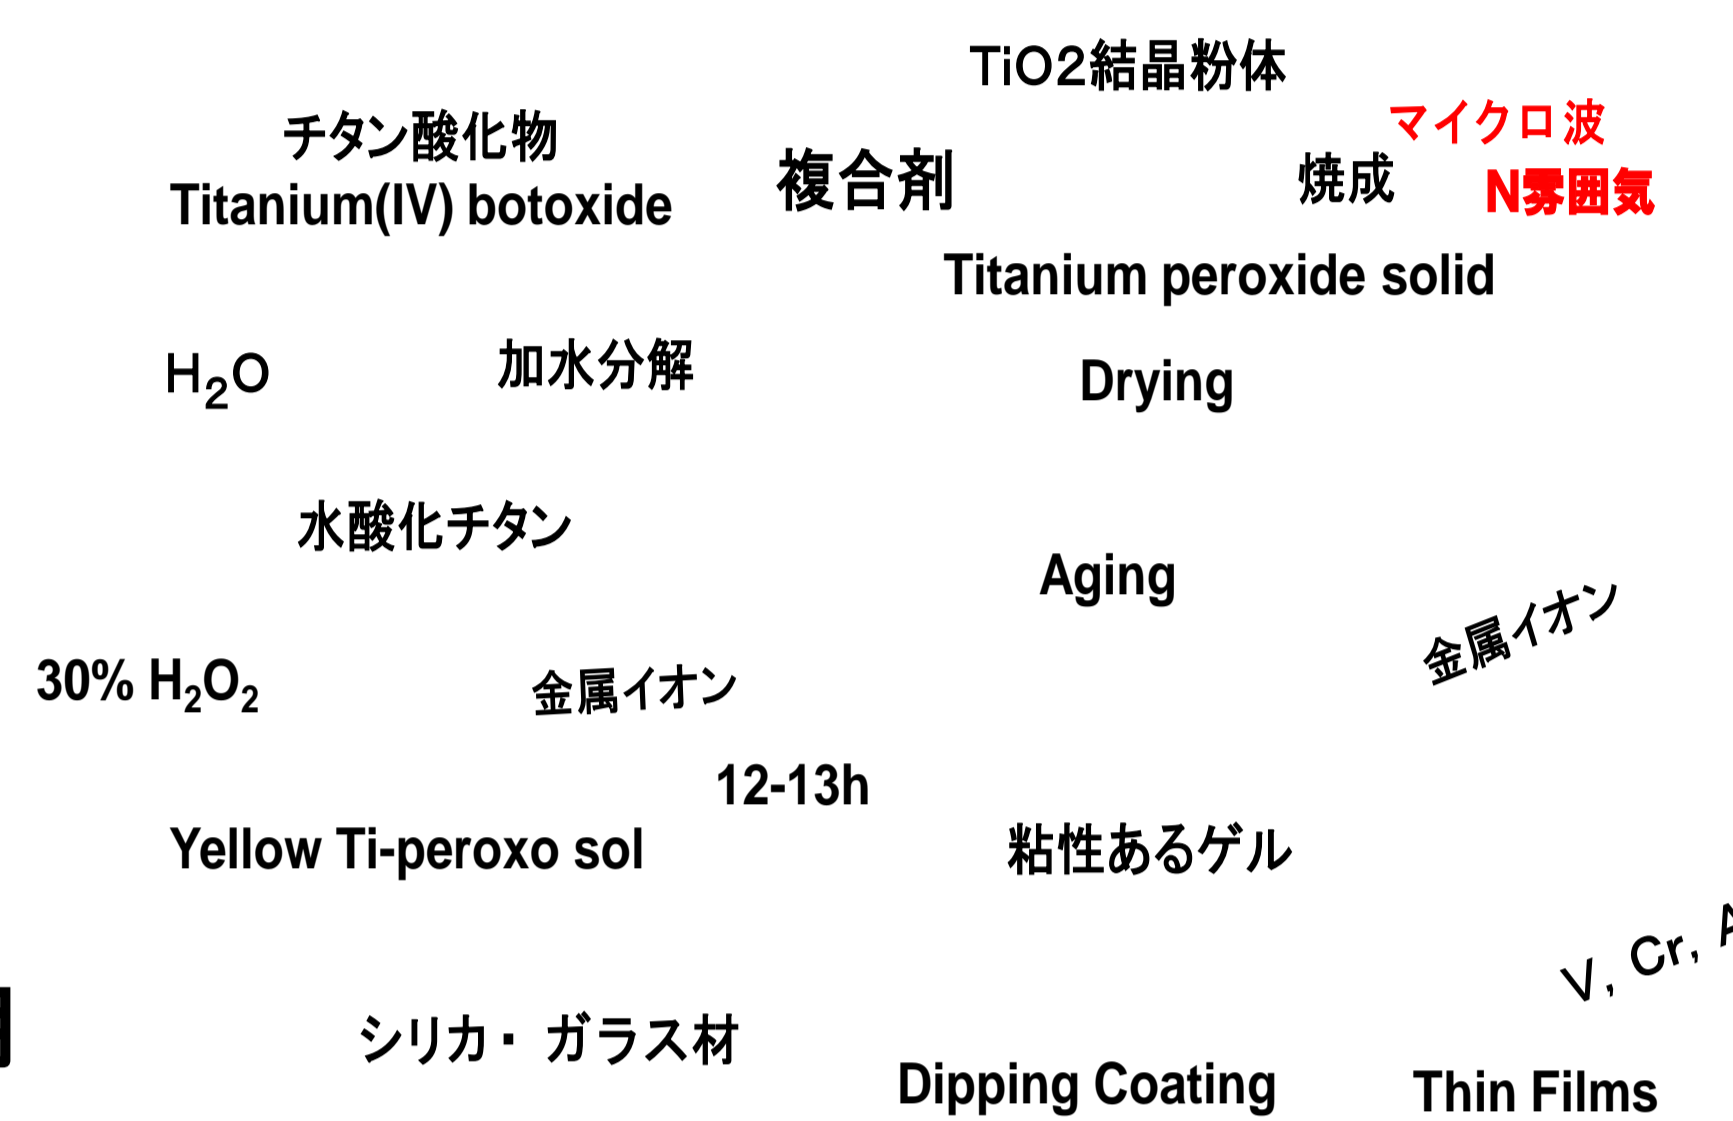 TiO2結晶粉体
マイクロ波
チタン酸化物
複合剤
焼成
N雰囲気
Titanium(IV) botoxide
Titanium peroxide solid
H₂O
加水分解
Drying
水酸化チタン
Aging
金属イオン
30% H₂O₂
金属イオン
12-13h
Yellow Ti-peroxo sol
粘性あるゲル
V, Cr,
シリカ・ ガラス材
Dipping Coating
Thin Films